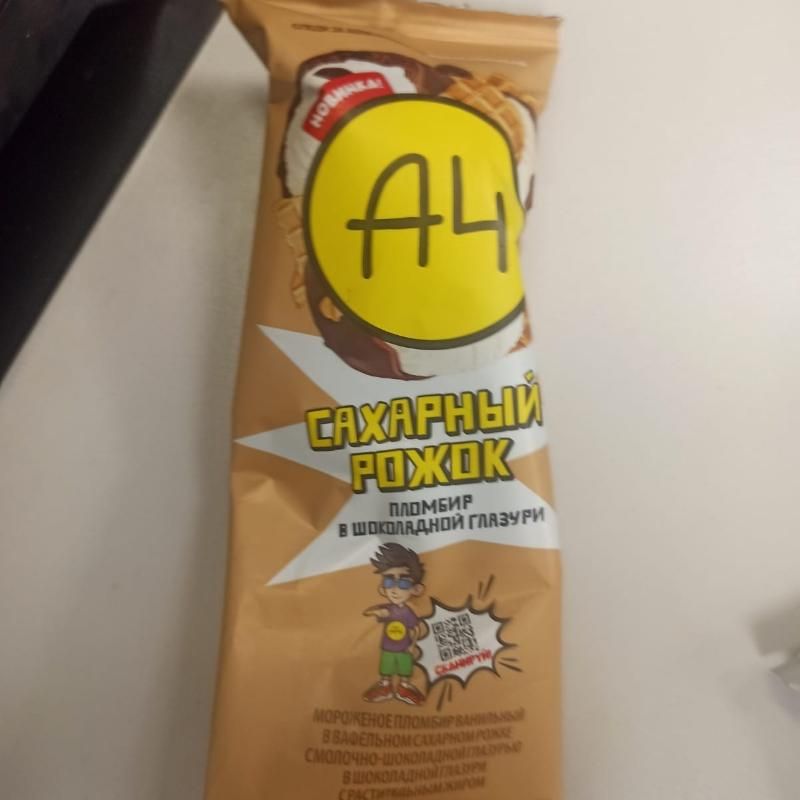 НОВИНКА!
А4
САХАРНЫЙ
РОЖОК
ПЛОМБИР
В ШОКОЛАДНОЙ ГЛАЗУРИ
СКАНИРУЙ!
МОРОЖЕНОЕ ПЛОМБИР ВАНИЛЬНЫЙ
В ВАФЕЛЬНОМ САХАРНОМ РОЖКЕ
С МОЛОЧНО-ШОКОЛАДНОЙ ГЛАЗУРЬЮ
В ШОКОЛАДНОЙ ГЛАЗУРИ
С РАСТИТЕЛЬНЫМ ЖИРОМ